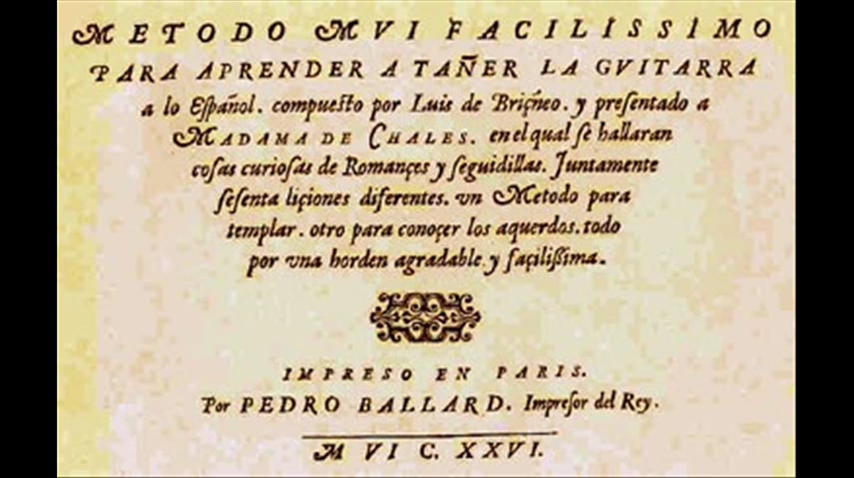 METODO MVI FACILISSIMO
PARA APRENDER A TAÑER LA GVITARRA
a lo Eſpañol. compueſto por Luis de Briçñeo. y preſentado a
MADAMA DE CHALES. en el qual ſe hallaran
coſas curioſas de Romançes y ſeguidillas. Juntamente
ſeſenta liçiones diferentes. vn Metodo para
templar. otro para conoçer los aquerdos. todo
por vna horden agradable y façiliſſima.
IMPRESO EN PARIS.
Por PEDRO BALLARD. Impreſor del Rey.
M VI C. XXVI.